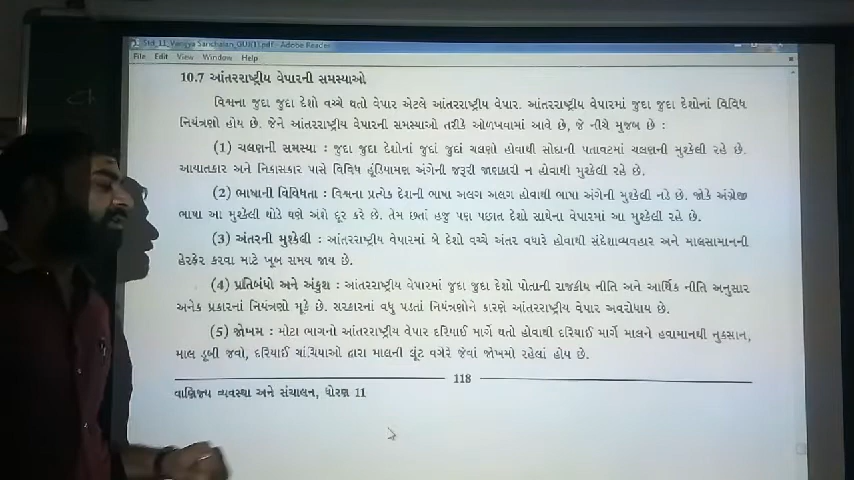 Std_11_Vanijya Sanchalan_GUJ(1).pdf - Adobe Reader
File Edit View Window Help
10.7 આંતરરાષ્ટ્રીય વેપારની સમસ્યાઓ
વિશ્વના જુદા જુદા દેશો વચ્ચે થતો વેપાર એટલે આંતરરાષ્ટ્રીય વેપાર. આંતરરાષ્ટ્રીય વેપારમાં જુદા જુદા દેશોનાં વિવિધ
નિયંત્રણો હોય છે. જેને આંતરરાષ્ટ્રીય વેપારની સમસ્યાઓ તરીકે ઓળખવામાં આવે છે, જે નીચે મુજબ છે :
(1) ચલણની સમસ્યા : જુદા જુદા દેશોનાં જુદાં જુદાં ચલણો હોવાથી સોદાની પતાવટમાં ચલણની મુશ્કેલી રહે છે.
આયાતકાર અને નિકાસકાર પાસે વિવિધ હૂંડિયામણ અંગેની જરૂરી જાણકારી ન હોવાથી મુશ્કેલી રહે છે.
(2) ભાષાની વિવિધતા : વિશ્વના પ્રત્યેક દેશની ભાષા અલગ અલગ હોવાથી ભાષા અંગેની મુશ્કેલી નડે છે. જોકે અંગ્રેજી
ભાષા આ મુશ્કેલી થોડે ઘણે અંશે દૂર કરે છે. તેમ છતાં હજુ પણ પછાત દેશો સાથેના વેપારમાં આ મુશ્કેલી રહે છે.
(3) અંતરની મુશ્કેલી : આંતરરાષ્ટ્રીય વેપારમાં બે દેશો વચ્ચે અંતર વધારે હોવાથી સંદેશાવ્યવહાર અને માલસામાનની
હેરફેર કરવા માટે ખૂબ સમય જાય છે.
(4) પ્રતિબંધો અને અંકુશ : આંતરરાષ્ટ્રીય વેપારમાં જુદા જુદા દેશો પોતાની રાજકીય નીતિ અને આર્થિક નીતિ અનુસાર
અનેક પ્રકારનાં નિયંત્રણો મૂકે છે. સરકારનાં વધુ પડતાં નિયંત્રણોને કારણે આંતરરાષ્ટ્રીય વેપાર અવરોધાય છે.
(5) જોખમ : મોટા ભાગનો આંતરરાષ્ટ્રીય વેપાર દરિયાઈ માર્ગે થતો હોવાથી દરિયાઈ માર્ગે માલને હવામાનથી નુકસાન,
માલ ડૂબી જવો, દરિયાઈ ચાંચિયાઓ દ્વારા માલની લૂંટ વગેરે જેવાં જોખમો રહેલાં હોય છે.
118
વાણિજ્ય વ્યવસ્થા અને સંચાલન, ધોરણ 11